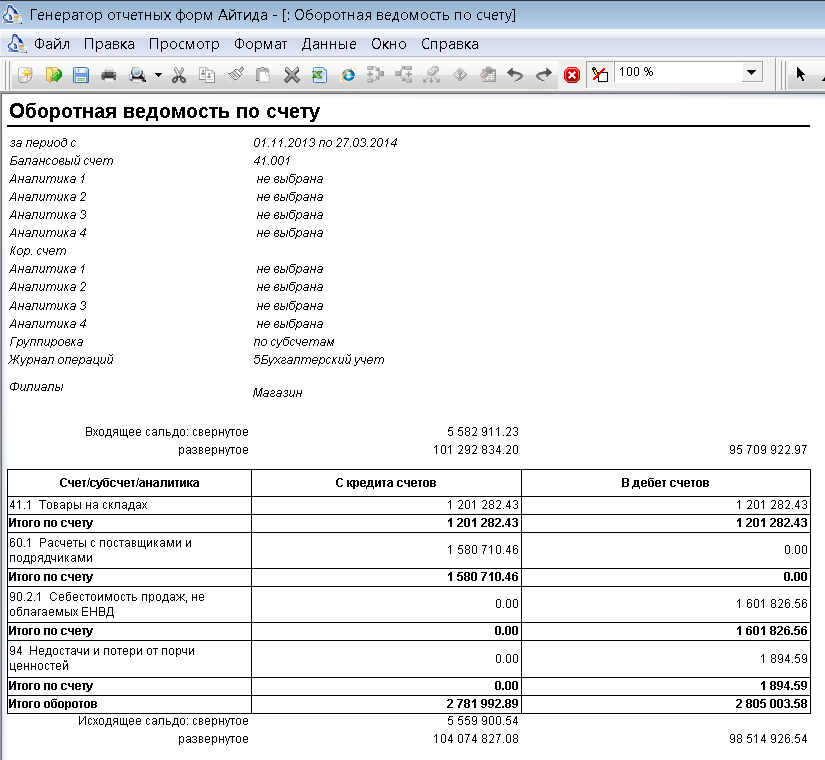 Генератор отчетных форм Айтида - [: Оборотная ведомость по счету]
Файл Правка Просмотр Формат Данные Окно Справка
100 %
Оборотная ведомость по счету
за период с 01.11.2013 по 27.03.2014
Балансовый счет 41.001
Аналитика 1 не выбрана
Аналитика 2 не выбрана
Аналитика 3 не выбрана
Аналитика 4 не выбрана
Кор. счет
Аналитика 1 не выбрана
Аналитика 2 не выбрана
Аналитика 3 не выбрана
Аналитика 4 не выбрана
Группировка по субсчетам
Журнал операций 5Бухгалтерский учет
Филиалы Магазин
Входящее сальдо: свернутое 5 582 911.23
развернутое 101 292 834.20 95 709 922.97
Счет/субсчет/аналитика С кредита счетов В дебет счетов
41.1 Товары на складах 1 201 282.43 1 201 282.43
Итого по счету 1 201 282.43 1 201 282.43
60.1 Расчеты с поставщиками и
подрядчиками 1 580 710.46 0.00
Итого по счету 1 580 710.46 0.00
90.2.1 Себестоимость продаж, не
облагаемых ЕНВД 0.00 1 601 826.56
Итого по счету 0.00 1 601 826.56
94 Недостачи и потери от порчи
ценностей 0.00 1 894.59
Итого по счету 0.00 1 894.59
Итого оборотов 2 781 992.89 2 805 003.58
Исходящее сальдо: свернутое 5 559 900.54
развернутое 104 074 827.08 98 514 926.54